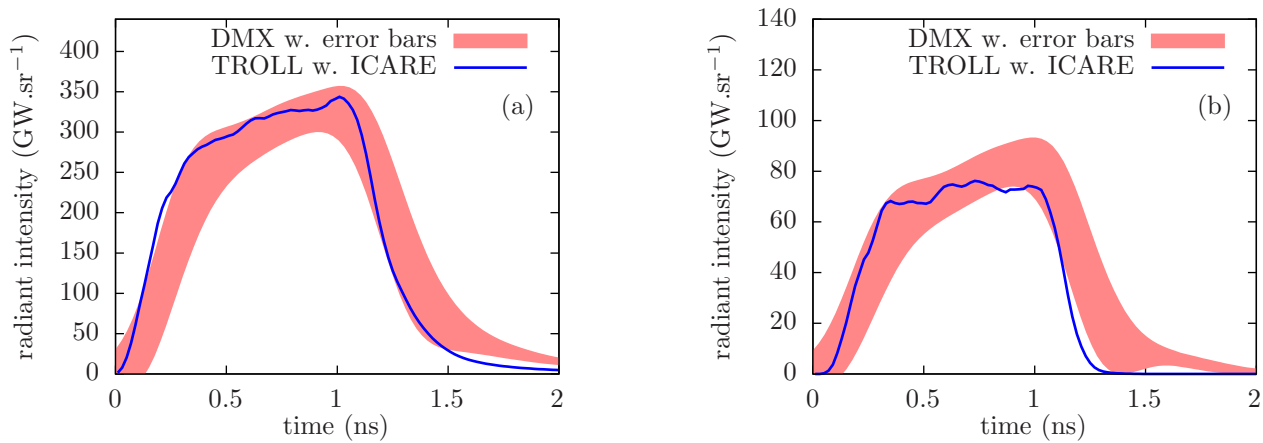 radiant intensity (GW.sr⁻¹)
400
350
300
250
200
150
100
50
0
DMX w. error bars
TROLL w. ICARE
(a)
0
0.5
1
1.5
2
time (ns)
radiant intensity (GW.sr⁻¹)
140
120
100
80
60
40
20
0
DMX w. error bars
TROLL w. ICARE
(b)
0
0.5
1
1.5
2
time (ns)